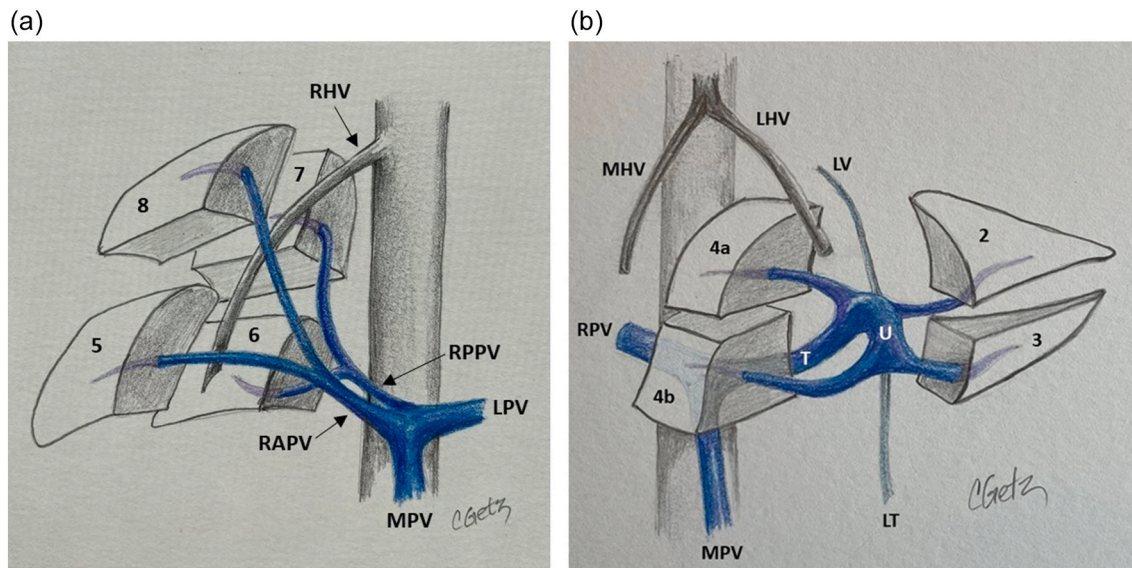 (a)
(b)
RHV
7
8
5
6
RPPV
LPV
RAPV
MPV
CGetz
LHV
MHV
LV
4a
2
RPV
U
T
3
4b
LT
MPV
CGetz